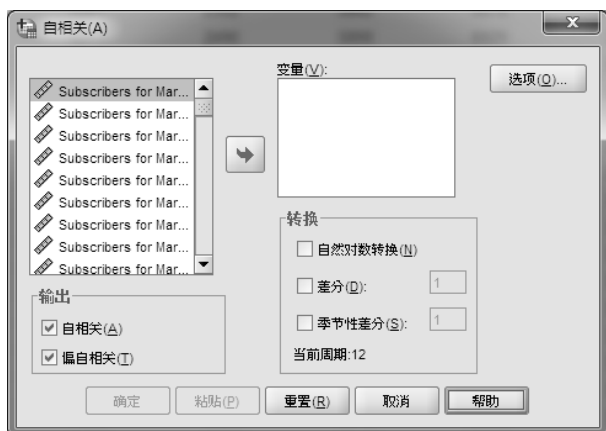 自相关(A)
变量(V):
选项(O)...
Subscribers for Mar...
Subscribers for Mar...
Subscribers for Mar...
Subscribers for Mar...
Subscribers for Mar...
Subscribers for Mar...
Subscribers for Mar...
Subscribers for Mar...
Subscribers for Mar...
转换
自然对数转换(N)
差分(D): 1
季节性差分(S): 1
当前周期:12
输出
自相关(A)
偏自相关(T)
确定 粘贴(P) 重置(R) 取消 帮助